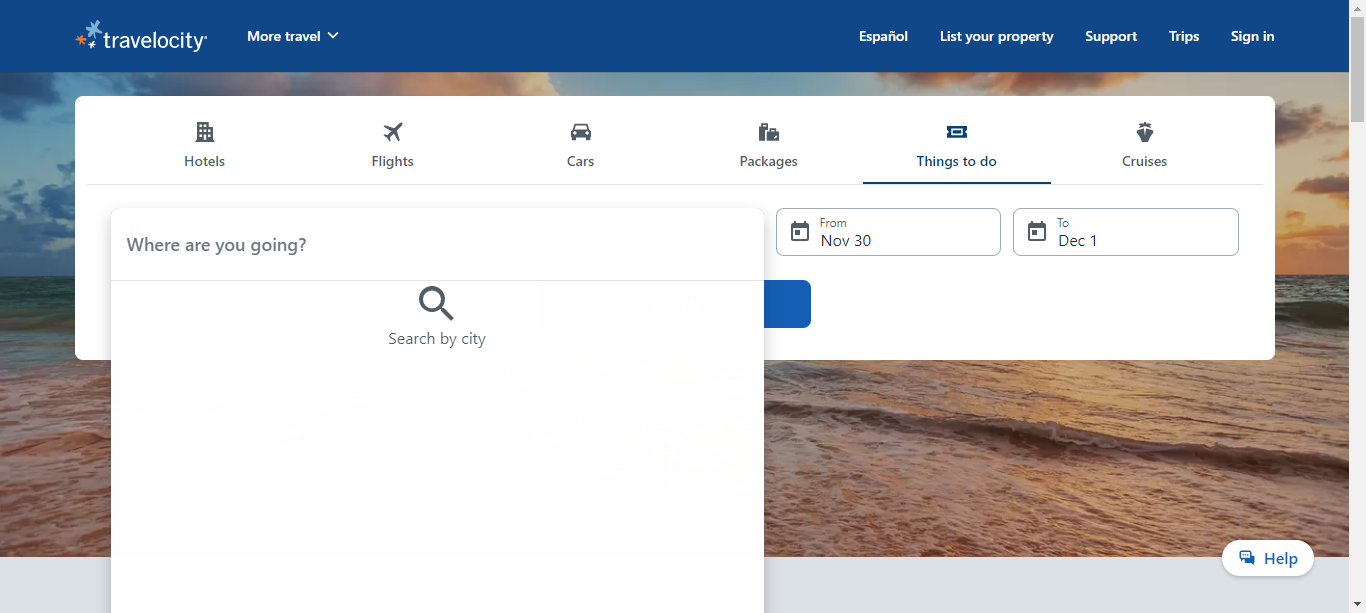 travelocity
More travel
Español
List your property
Support
Trips
Sign in
Hotels
Flights
Cars
Packages
Things to do
Cruises
Where are you going?
From
Nov 30
To
Dec 1
Search by city
Help